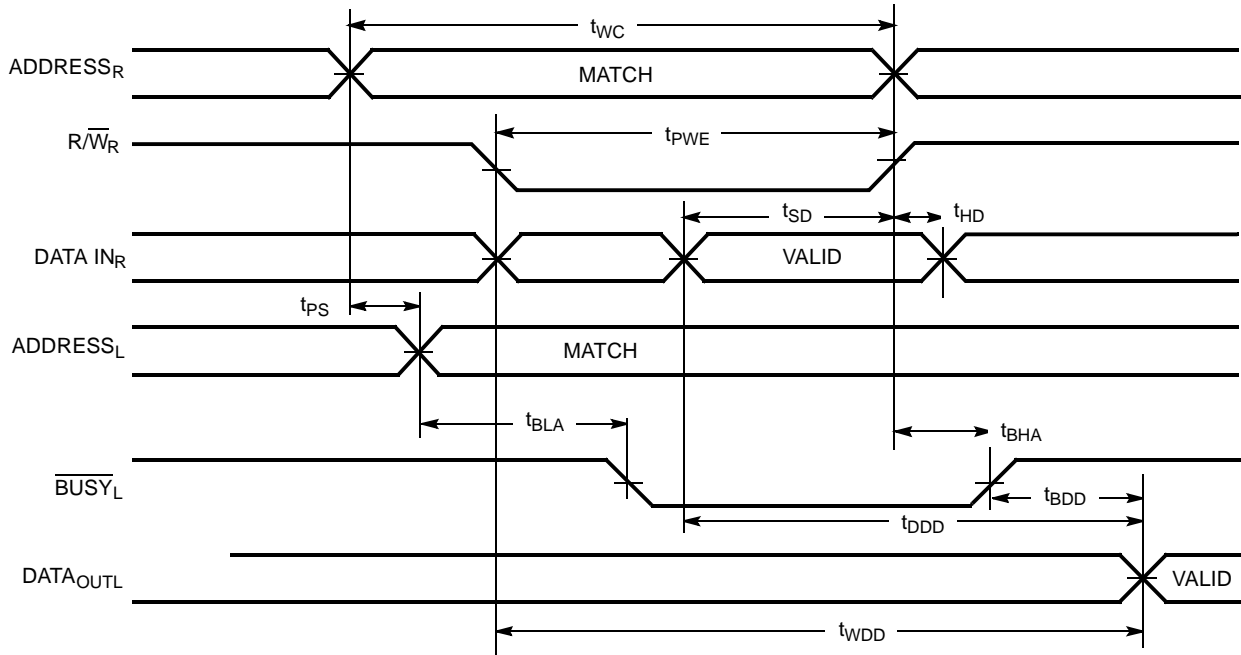 tWC
ADDRESSR
MATCH
R/W̅R
tPWE
tSD
tHD
DATA INR
VALID
tPS
ADDRESSL
MATCH
tBLA
tBHA
B̅U̅S̅Y̅L
tBDD
tDDD
DATAOUTL
VALID
tWDD